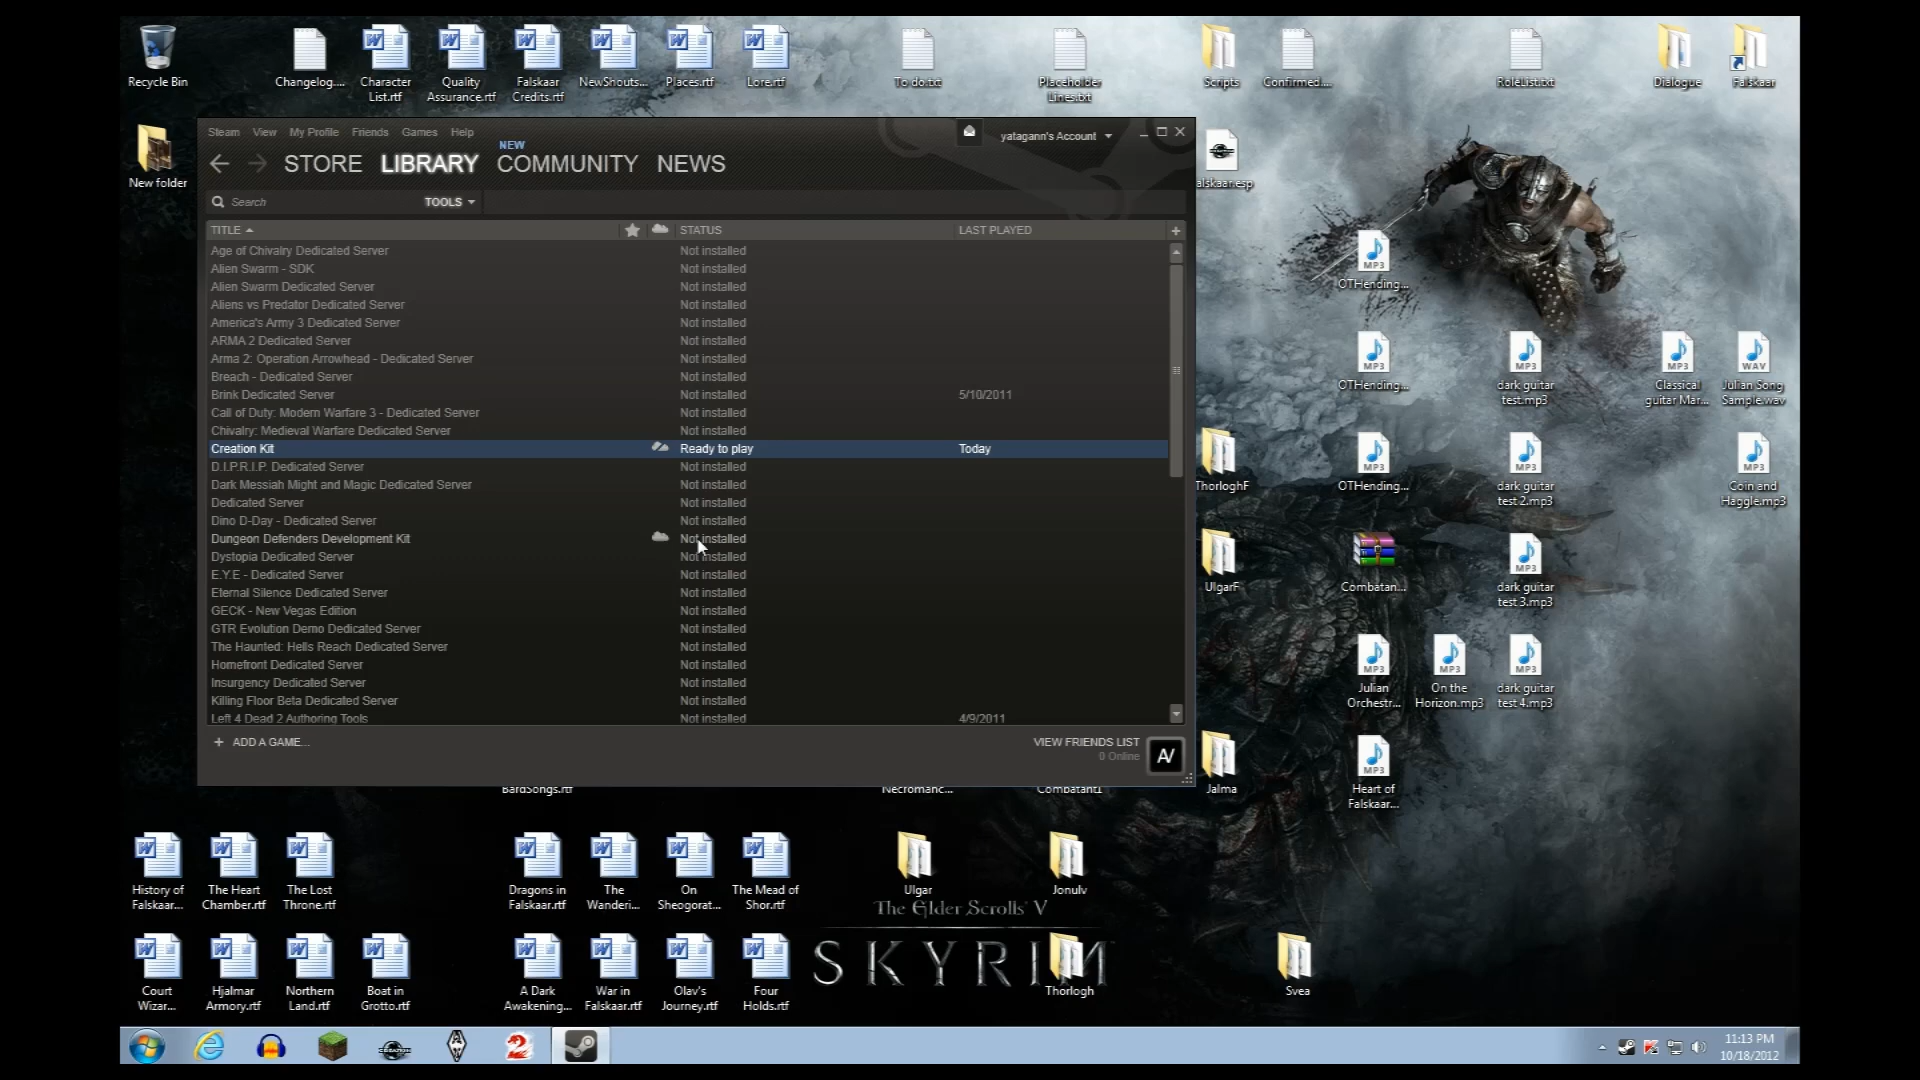 Recycle Bin
Changelog....
Character
List.rtf
Quality
Assurance.rtf
Falskaar
Credits.rtf
NewShouts...
Places.rtf
Lore.rtf
To do.txt
Placeholder
Lines.txt
Scripts
Confirmed....
RoleList.txt
Dialogue
Falskaar
New folder
Steam View My Profile Friends Games Help
yatagann's Account
NEW
STORE LIBRARY COMMUNITY NEWS
Search
TOOLS
TITLE STATUS LAST PLAYED
Age of Chivalry Dedicated Server Not installed
Alien Swarm - SDK Not installed
Alien Swarm Dedicated Server Not installed
Aliens vs Predator Dedicated Server Not installed
America's Army 3 Dedicated Server Not installed
ARMA 2 Dedicated Server Not installed
Arma 2: Operation Arrowhead - Dedicated Server Not installed
Breach - Dedicated Server Not installed
Brink Dedicated Server Not installed 5/10/2011
Call of Duty: Modern Warfare 3 - Dedicated Server Not installed
Chivalry: Medieval Warfare Dedicated Server Not installed
Creation Kit Ready to play Today
D.I.P.R.I.P. Dedicated Server Not installed
Dark Messiah Might and Magic Dedicated Server Not installed
Dedicated Server Not installed
Dino D-Day - Dedicated Server Not installed
Dungeon Defenders Development Kit Not installed
Dystopia Dedicated Server Not installed
E.Y.E - Dedicated Server Not installed
Eternal Silence Dedicated Server Not installed
GECK - New Vegas Edition Not installed
GTR Evolution Demo Dedicated Server Not installed
The Haunted: Hells Reach Dedicated Server Not installed
Homefront Dedicated Server Not installed
Insurgency Dedicated Server Not installed
Killing Floor Beta Dedicated Server Not installed
Left 4 Dead 2 Authoring Tools Not installed 4/9/2011
+ ADD A GAME...
VIEW FRIENDS LIST
0 Online
alskaar.esp
MP3
OTHending...
MP3
OTHending...
MP3
dark guitar
test.mp3
MP3
Classical
guitar Mar...
WAV
Julian Song
Sample.wav
ThorloghF
MP3
OTHending...
MP3
dark guitar
test 2.mp3
MP3
Coin and
Haggle.mp3
UlgarF
Combatan...
MP3
dark guitar
test 3.mp3
MP3
Julian
Orchestr...
MP3
On the
Horizon.mp3
MP3
dark guitar
test 4.mp3
Jalma
MP3
Heart of
Falskaar...
BardSongs.rtf
Necromanc...
Combatant1
History of
Falskaar...
The Heart
Chamber.rtf
The Lost
Throne.rtf
Dragons in
Falskaar.rtf
The
Wanderi...
On
Sheogorat...
The Mead of
Shor.rtf
Ulgar
Jonulv
The Elder Scrolls V
SKYRIM
Court
Wizar...
Hjalmar
Armory.rtf
Northern
Land.rtf
Boat in
Grotto.rtf
A Dark
Awakening...
War in
Falskaar.rtf
Olav's
Journey.rtf
Four
Holds.rtf
Thorlogh
Svea
11:13 PM
10/18/2012